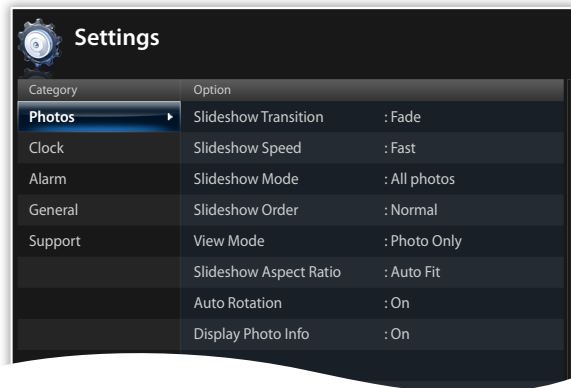 Settings
Category Option
Photos Slideshow Transition : Fade
Clock Slideshow Speed : Fast
Alarm Slideshow Mode : All photos
General Slideshow Order : Normal
Support View Mode : Photo Only
Slideshow Aspect Ratio : Auto Fit
Auto Rotation : On
Display Photo Info : On